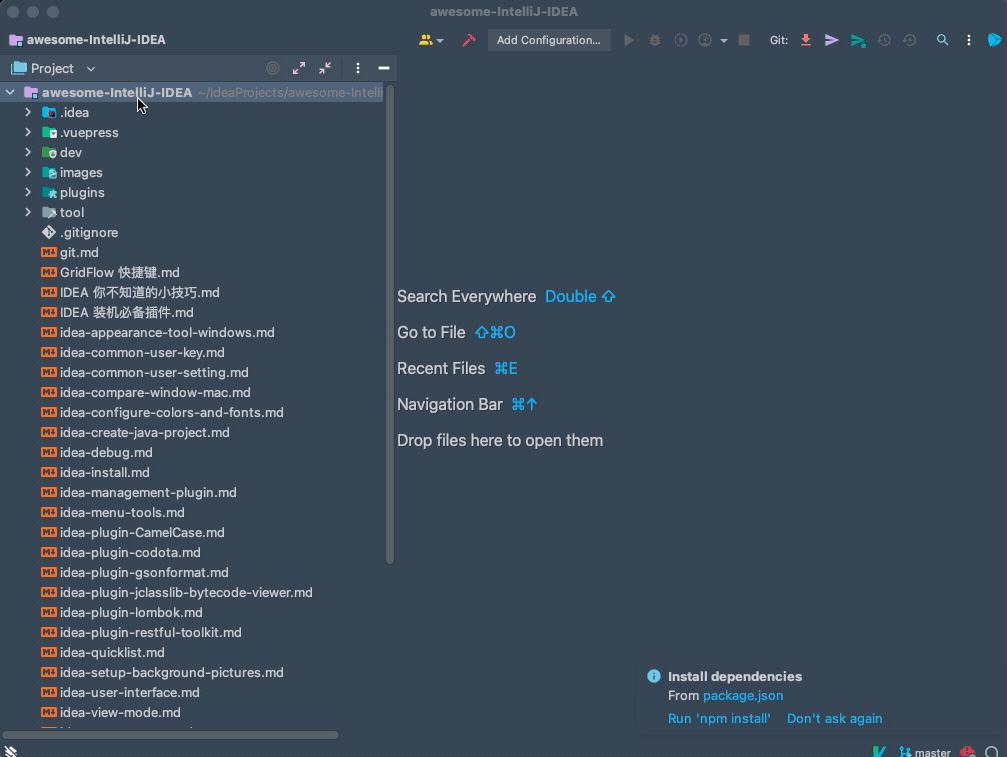 awesome-IntelliJ-IDEA
awesome-IntelliJ-IDEA
Add Configuration...
Git:
Project
awesome-IntelliJ-IDEA ~/IdeaProjects/awesome-Intelli
.idea
.vuepress
dev
images
plugins
tool
.gitignore
git.md
GridFlow 快捷键.md
IDEA 你不知道的小技巧.md
IDEA 装机必备插件.md
idea-appearance-tool-windows.md
idea-common-user-key.md
idea-common-user-setting.md
idea-compare-window-mac.md
idea-configure-colors-and-fonts.md
idea-create-java-project.md
idea-debug.md
idea-install.md
idea-management-plugin.md
idea-menu-tools.md
idea-plugin-CamelCase.md
idea-plugin-codota.md
idea-plugin-gsonformat.md
idea-plugin-jclasslib-bytecode-viewer.md
idea-plugin-lombok.md
idea-plugin-restful-toolkit.md
idea-quicklist.md
idea-setup-background-pictures.md
idea-user-interface.md
idea-view-mode.md
Search Everywhere Double ⇧
Go to File ⇧⌘O
Recent Files ⌘E
Navigation Bar ⌘↑
Drop files here to open them
Install dependencies
From package.json
Run 'npm install' Don't ask again
master